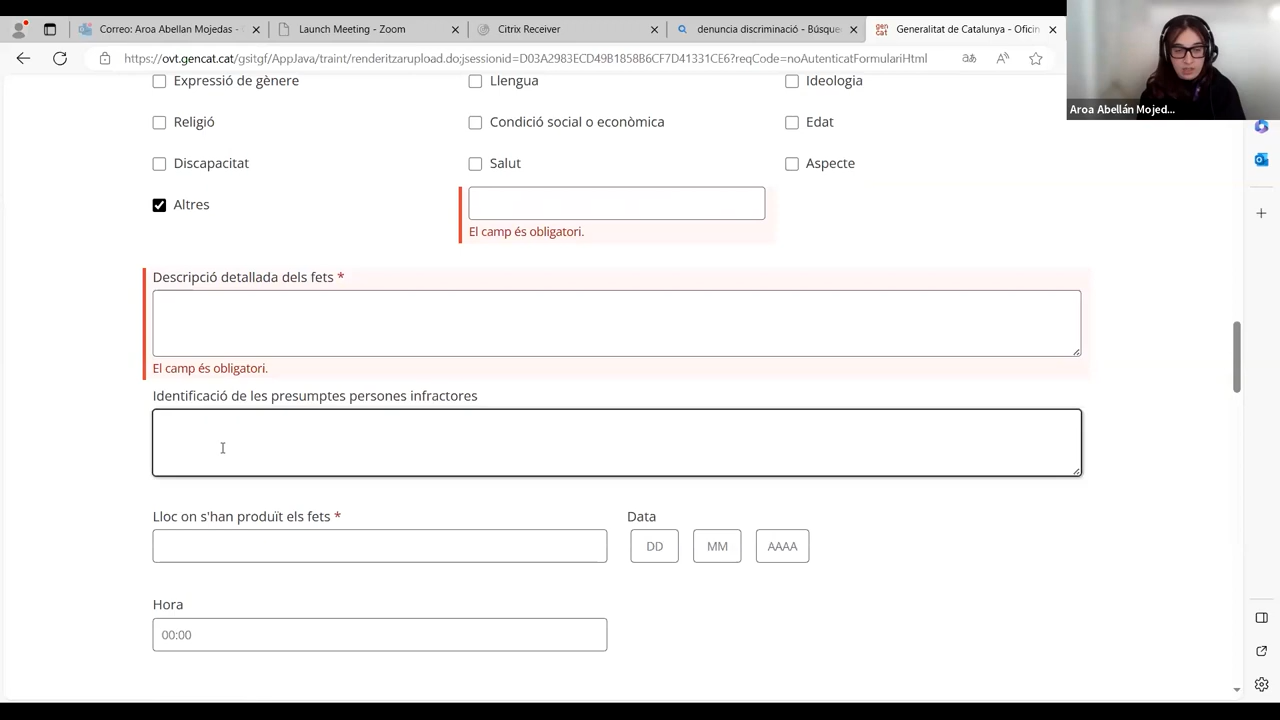 Correo: Aroa Abellan Mojedas -
Launch Meeting - Zoom
Citrix Receiver
denuncia discriminació - Búsque
gen cat
Generalitat de Catalunya - Oficin
https://ovt.gencat.cat/gsitgf/AppJava/traint/renderitzarupload.do;jsessionid=D03A2983ECD49B1858B6CF7D41331CE6?reqCode=noAutenticatFormulariHtml
Aroa Abellán Mojed...
Expressió de gènere
Llengua
Ideologia
Religió
Condició social o econòmica
Edat
Discapacitat
Salut
Aspecte
Altres
El camp és obligatori.
Descripció detallada dels fets *
El camp és obligatori.
Identificació de les presumptes persones infractores
Lloc on s'han produït els fets *
Data
DD
MM
AAAA
Hora
00:00